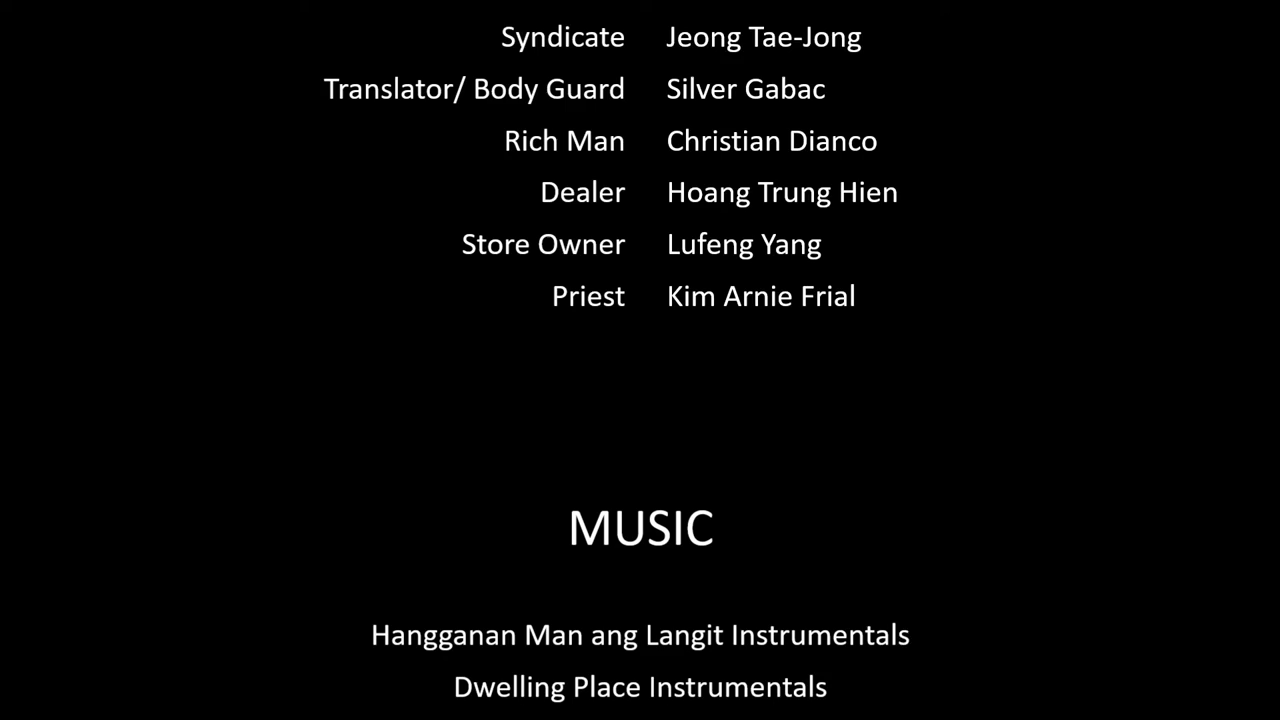 Syndicate Jeong Tae-Jong
Translator/ Body Guard Silver Gabac
Rich Man Christian Dianco
Dealer Hoang Trung Hien
Store Owner Lufeng Yang
Priest Kim Arnie Frial
MUSIC
Hangganan Man ang Langit Instrumentals
Dwelling Place Instrumentals